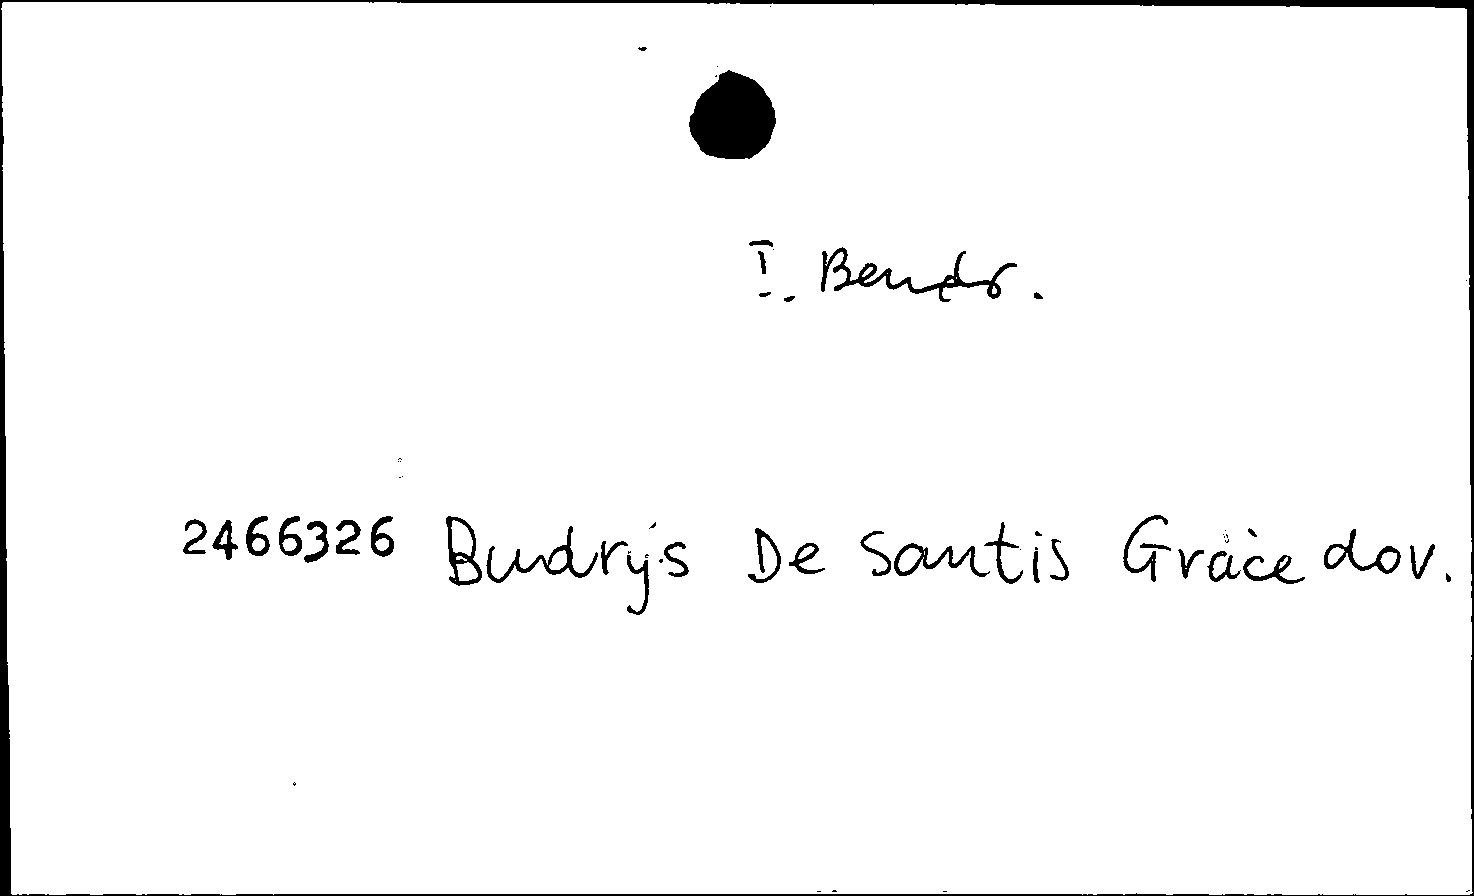 I. Bendr.
2466326 Budrys De Santis Grace dov.